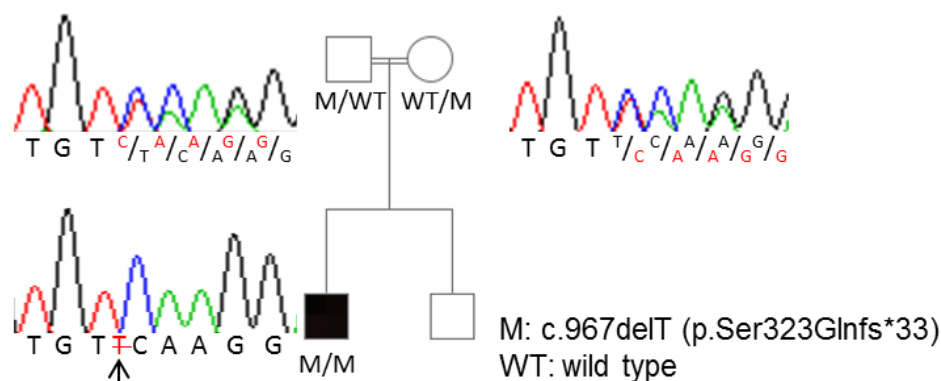 M/WT WT/M
T G T C/T A/C A/A G/A G/G
T G T T/C C/A A/A A/G G/G
T G T T C A A G G
M/M
M: c.967delT (p.Ser323Glnfs*33)
WT: wild type